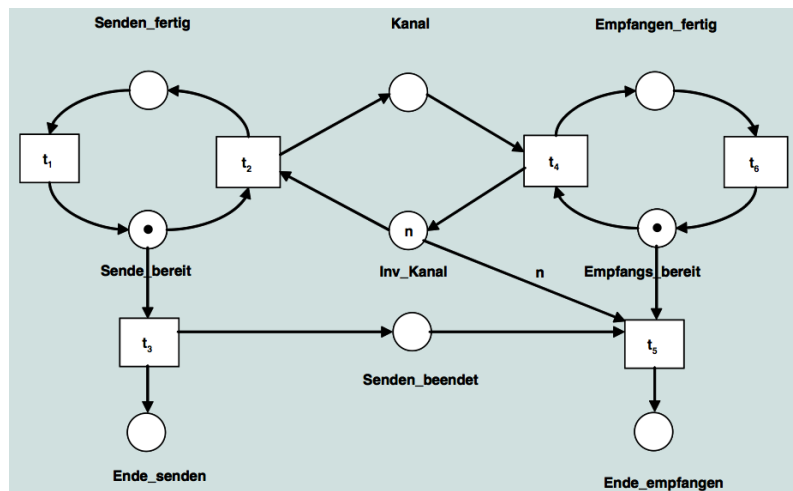 Senden_fertig
Kanal
Empfangen_fertig
t₁
t₂
t₄
t₆
n
Sende_bereit
Inv_Kanal
n
Empfangs_bereit
t₃
t₅
Senden_beendet
Ende_senden
Ende_empfangen